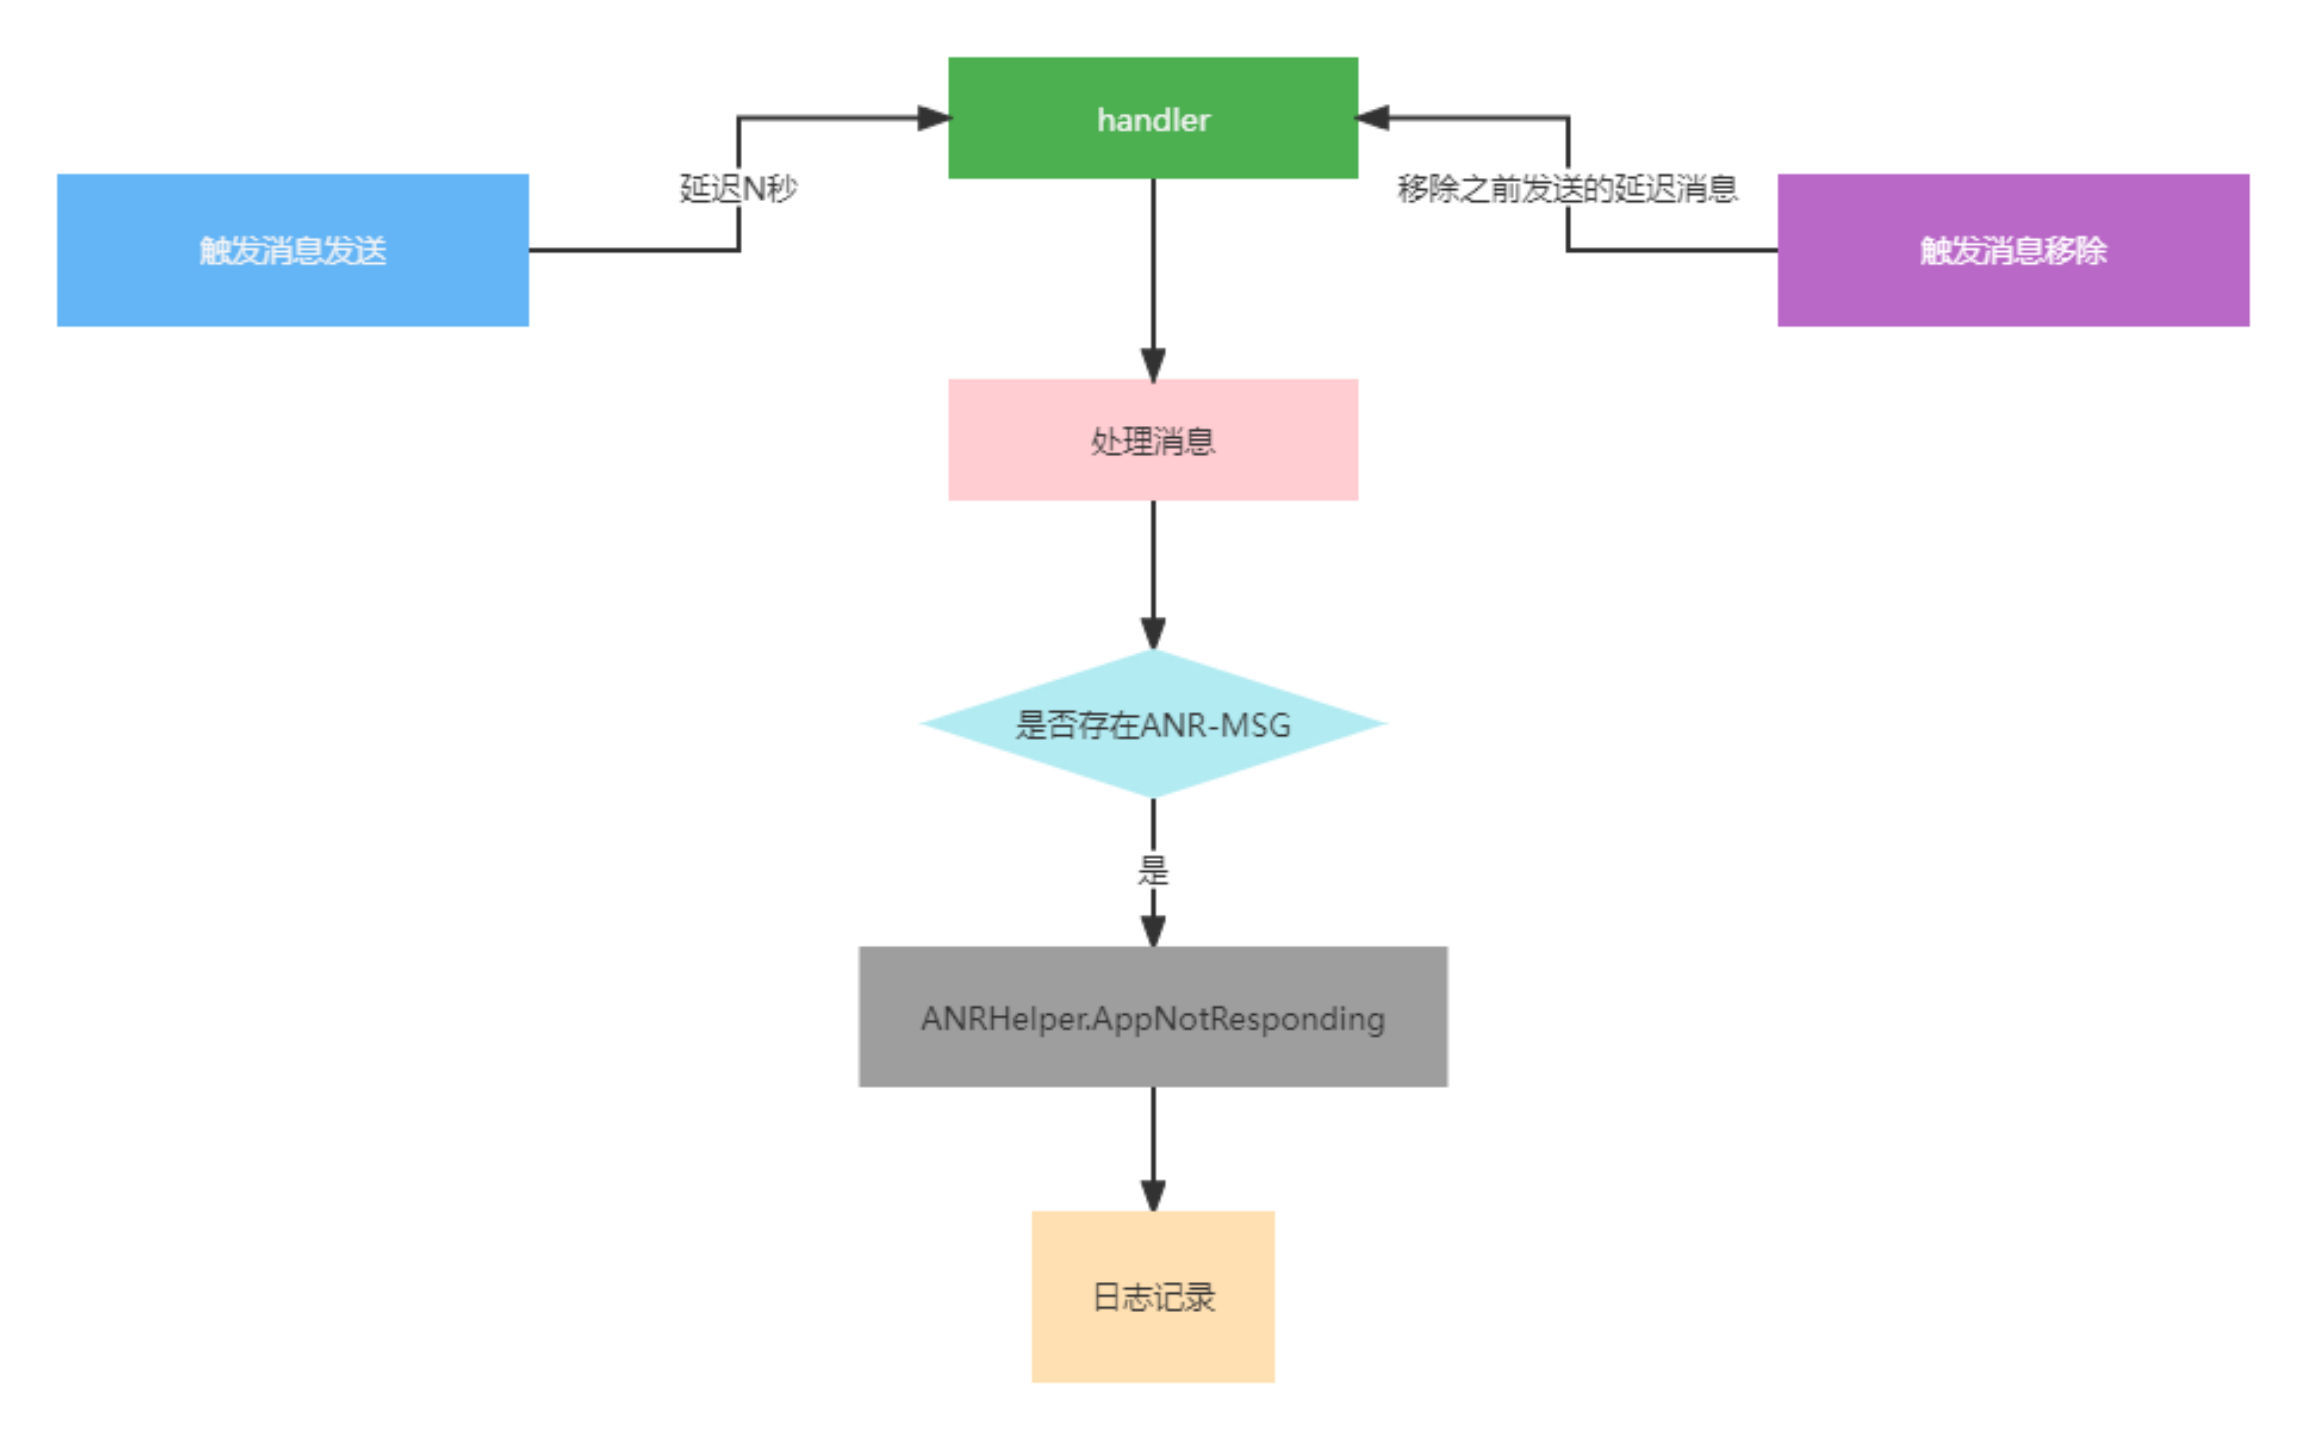 handler
延迟N秒
移除之前发送的延迟消息
触发消息发送
触发消息移除
处理消息
是否存在ANR-MSG
是
ANRHelper.AppNotResponding
日志记录